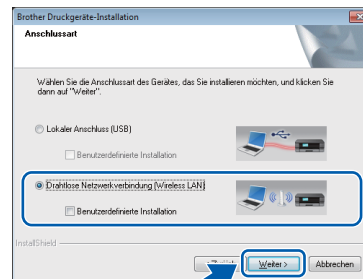 Brother Druckgeräte-Installation
Anschlussart
Wählen Sie die Anschlussart des Gerätes, das Sie installieren möchten, und klicken Sie
dann auf "Weiter".
Lokaler Anschluss (USB)
Benutzerdefinierte Installation
Drahtlose Netzwerkverbindung (Wireless LAN)
Benutzerdefinierte Installation
InstallShield
Weiter >
Abbrechen